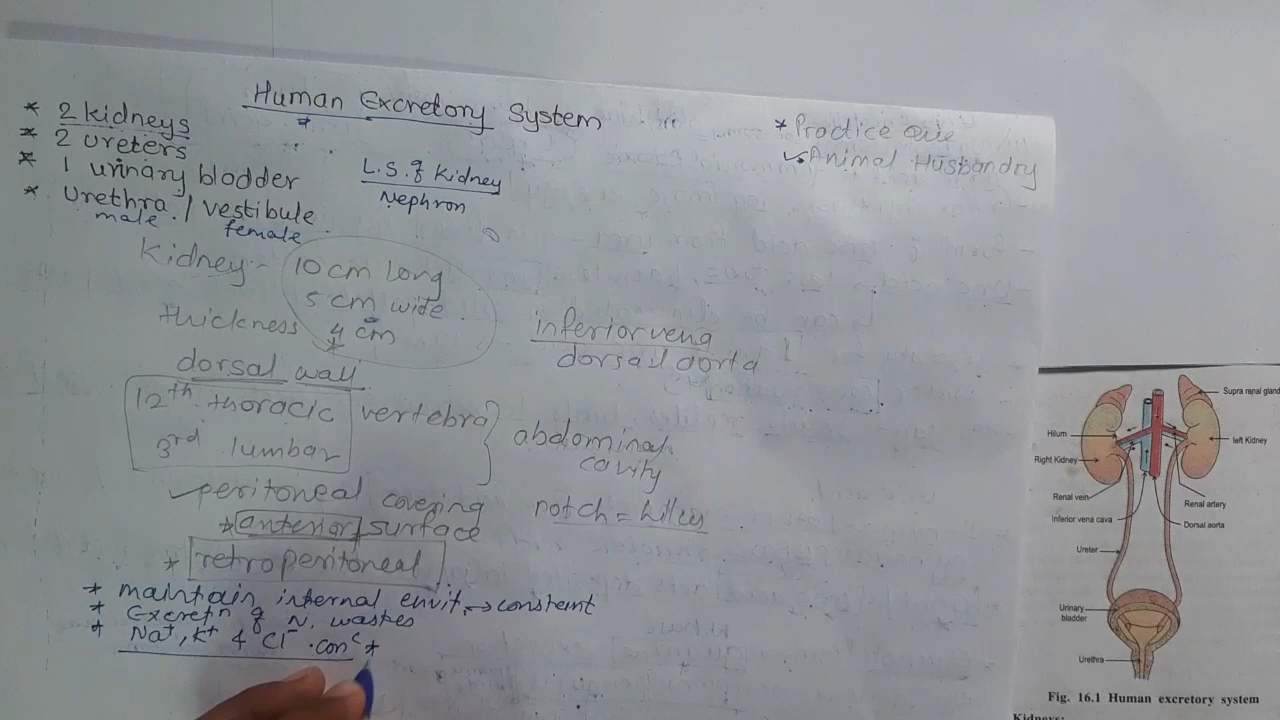 Human Excretory System
* 2 kidneys
* 2 ureters
* 1 urinary bladder
* Urethra / vestibule
male female
L.S. of kidney
Nephron
* Practice Que
Animal Husbandry
Kidney - 10 cm long
5 cm wide
thickness 4 cm
inferior vena
dorsal aorta
dorsal wall
12th thoracic vertebra
3rd lumbar
abdominal
cavity
peritoneal covering
* anterior surface
notch = hilus
* retroperitoneal
* maintain internal envit. → constant
* Excretn of N. wastes
* Na+, K+ & Cl- conc *
Supra renal gland
Hilum
left Kidney
Right Kidney
Renal vein
Renal artery
Inferior vena cava
Dorsal aorta
Ureter
Urinary
bladder
Urethra
Fig. 16.1 Human excretory system
Kidneys: